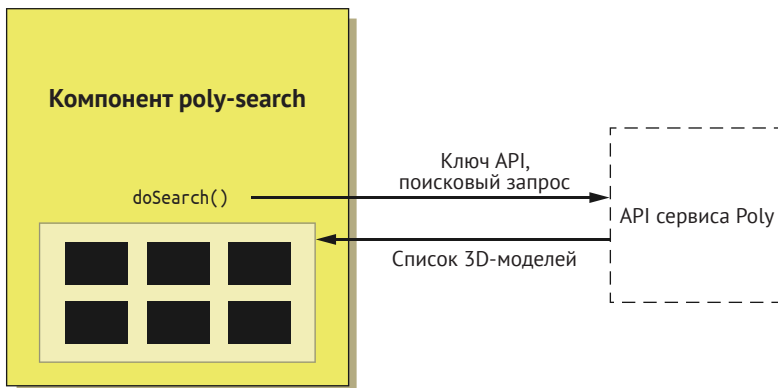 Компонент poly-search
doSearch()
Ключ API,
поисковый запрос
API сервиса Poly
Список 3D-моделей